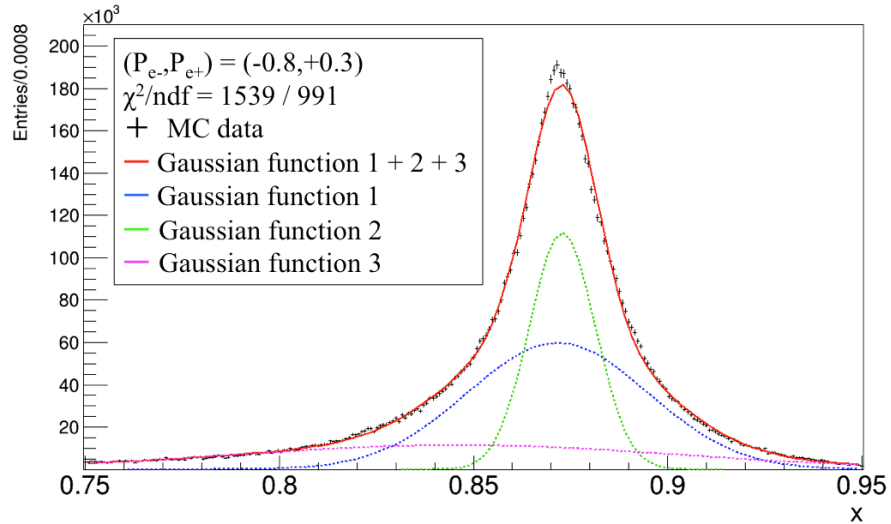 ×10³
Entries/0.0008
200
180
160
140
120
100
80
60
40
20
(Pe-,Pe+) = (-0.8,+0.3)
χ²/ndf = 1539 / 991
MC data
Gaussian function 1 + 2 + 3
Gaussian function 1
Gaussian function 2
Gaussian function 3
0.75 0.8 0.85 0.9 0.95
x